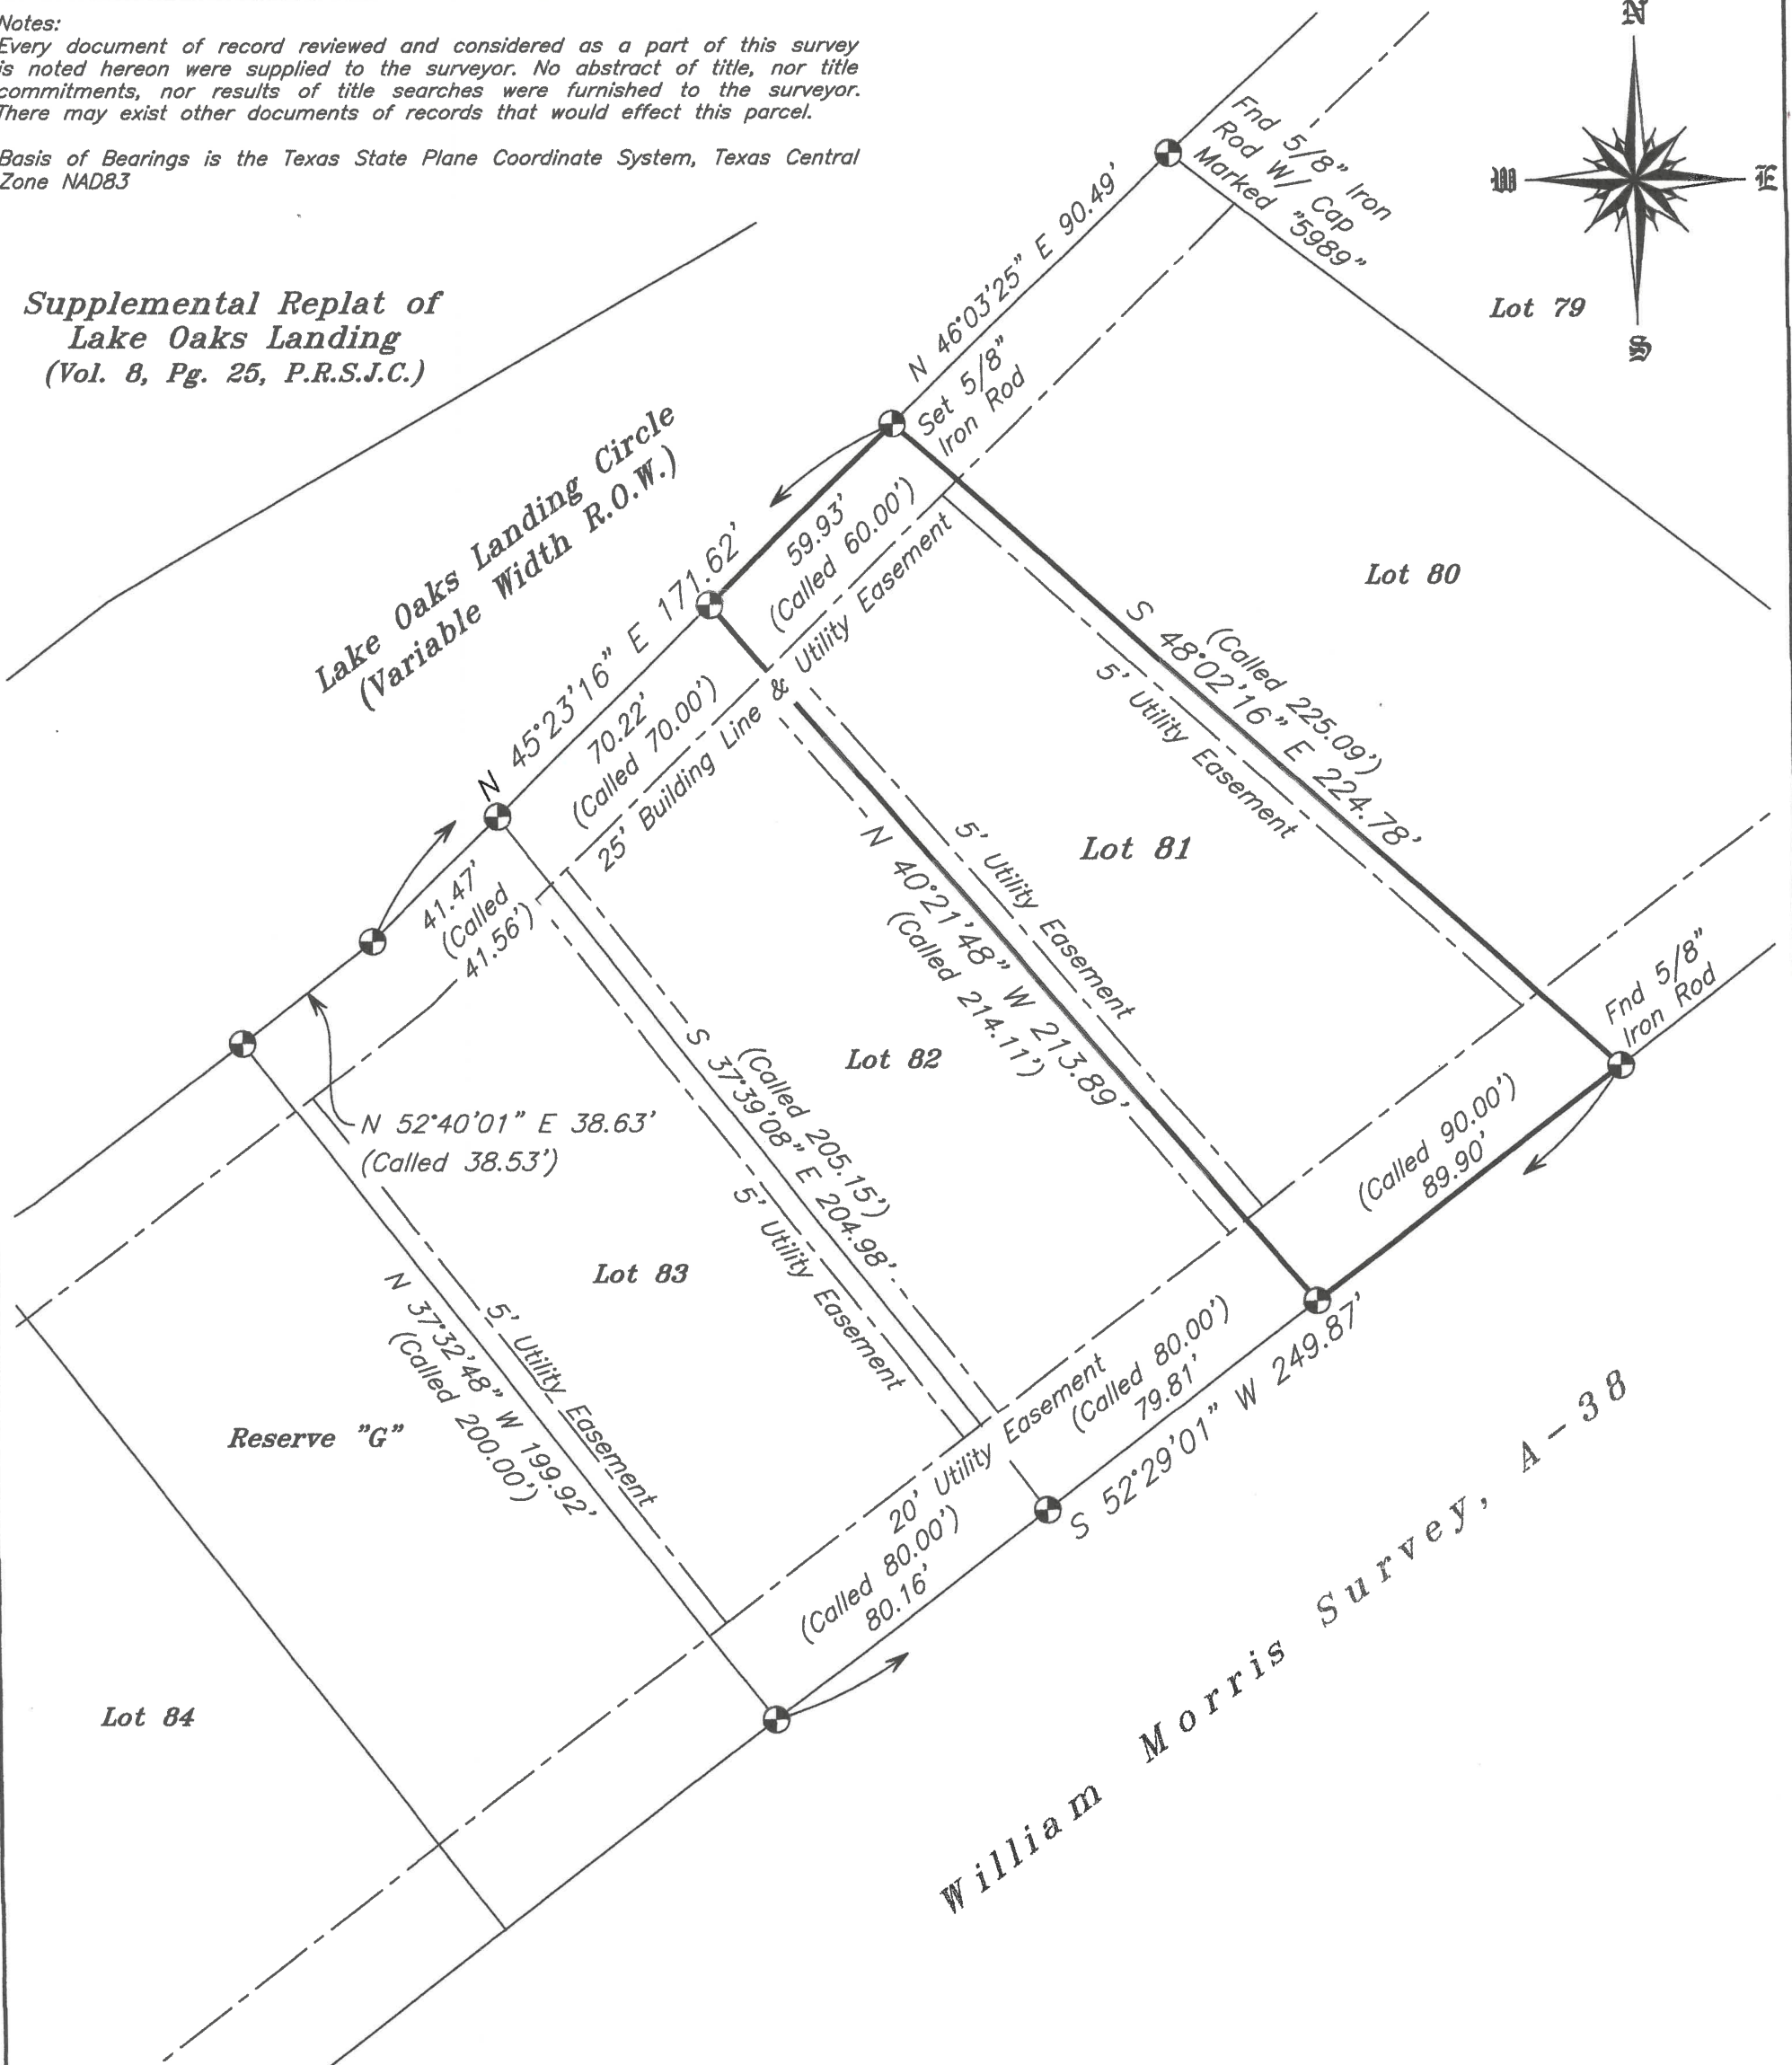 Notes:
Every document of record reviewed and considered as a part of this survey
is noted hereon were supplied to the surveyor. No abstract of title, nor title
commitments, nor results of title searches were furnished to the surveyor.
There may exist other documents of records that would effect this parcel.
Basis of Bearings is the Texas State Plane Coordinate System, Texas Central
Zone NAD83
N
W
E
S
Supplemental Replat of
Lake Oaks Landing
(Vol. 8, Pg. 25, P.R.S.J.C.)
Fnd 5/8" Iron
Rod W/ Cap
Marked "5989"
Lot 79
N 46°03'25" E 90.49'
Set 5/8"
Iron Rod
Lake Oaks Landing Circle
(Variable Width R.O.W.)
59.93'
(Called 60.00')
N 45°23'16" E 171.62'
70.22'
(Called 70.00')
25' Building Line & Utility Easement
Lot 80
(Called 225.09')
S 48°02'16" E 224.78'
5' Utility Easement
Lot 81
5' Utility Easement
N 40°21'48" W 213.89'
(Called 214.11')
41.47'
(Called
41.56')
Fnd 5/8"
Iron Rod
Lot 82
(Called 205.15')
S 37°39'08" E 204.98'
5' Utility Easement
N 52°40'01" E 38.63'
(Called 38.53')
(Called 90.00')
89.90'
Lot 83
5' Utility Easement
N 37°32'48" W 199.92'
(Called 200.00')
20' Utility Easement
(Called 80.00')
79.81'
S 52°29'01" W 249.87'
(Called 80.00')
80.16'
Reserve "G"
Lot 84
William Morris Survey, A-38